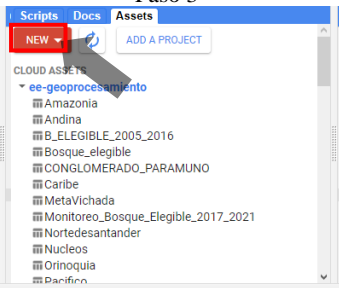 Scripts Docs Assets
NEW ADD A PROJECT
CLOUD ASSETS
ee-geoprocesamiento
Amazonia
Andina
B_ELEGIBLE_2005_2016
Bosque_elegible
CONGLOMERADO_PARAMUNO
Caribe
MetaVichada
Monitoreo_Bosque_Elegible_2017_2021
Nortedesantander
Nucleos
Orinoquia
Pacifico